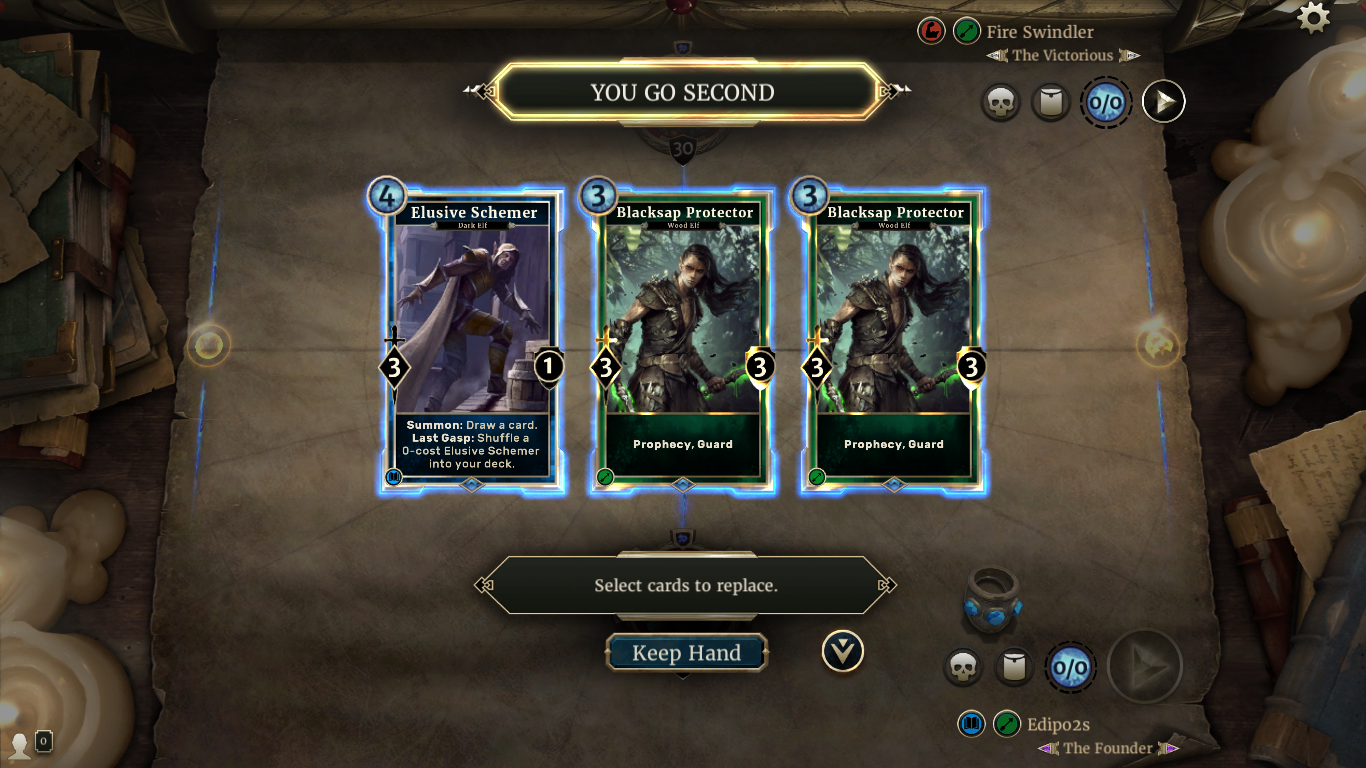 Fire Swindler
The Victorious
YOU GO SECOND
0/0
30
4
Elusive Schemer
Dark Elf
3
1
Summon: Draw a card.
Last Gasp: Shuffle a
0-cost Elusive Schemer
into your deck.
3
Blacksap Protector
Wood Elf
3
3
Prophecy, Guard
3
Blacksap Protector
Wood Elf
3
3
Prophecy, Guard
Select cards to replace.
Keep Hand
0/0
Edipo2s
The Founder
0